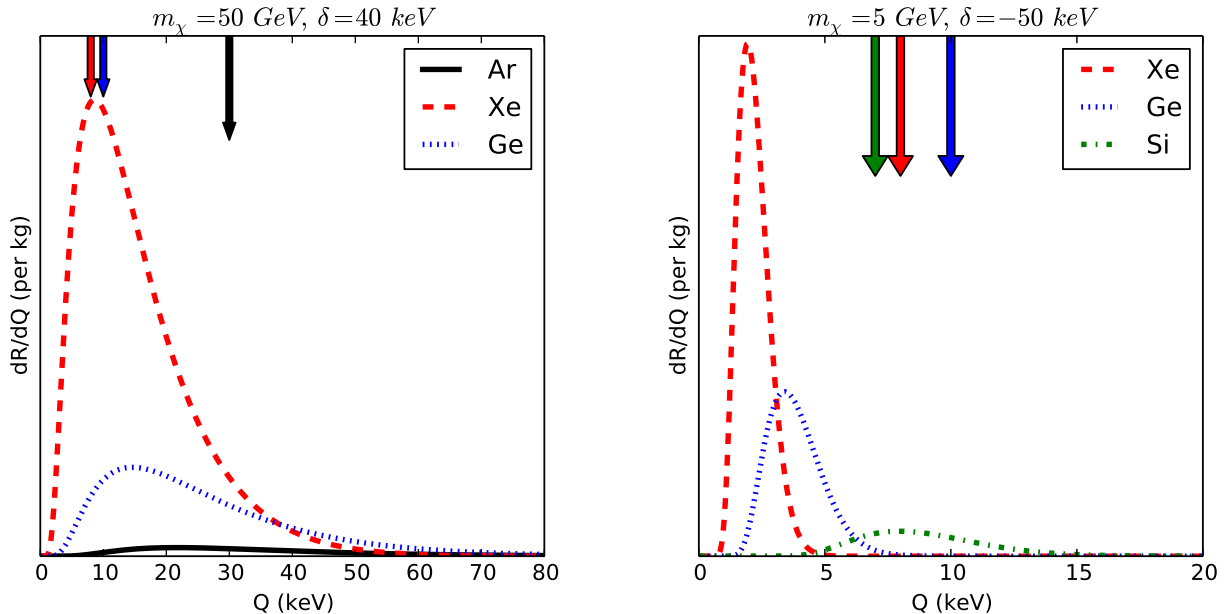 m_χ = 50 GeV, δ = 40 keV
dR/dQ (per kg)
Ar
Xe
Ge
0 10 20 30 40 50 60 70 80
Q (keV)
m_χ = 5 GeV, δ = −50 keV
dR/dQ (per kg)
Xe
Ge
Si
0 5 10 15 20
Q (keV)